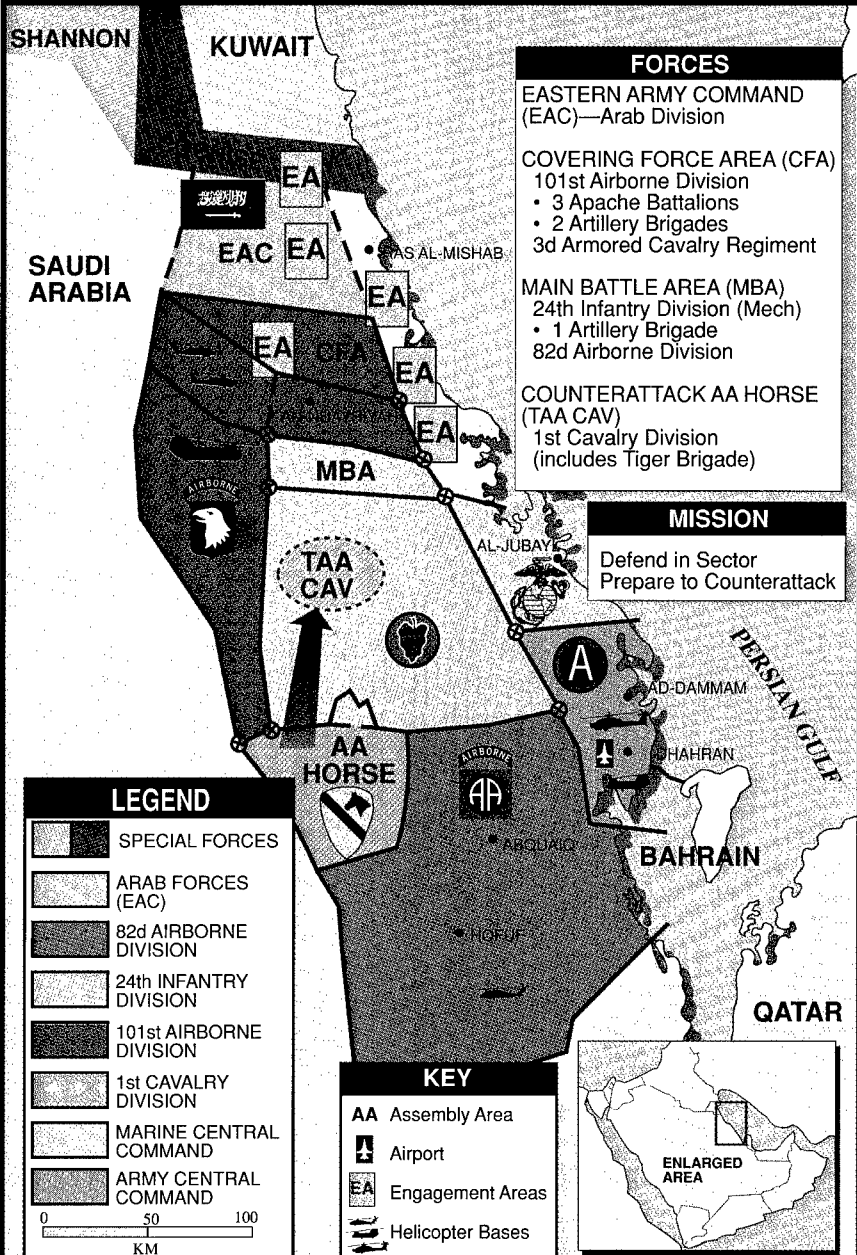 SHANNON
KUWAIT
FORCES
EASTERN ARMY COMMAND
(EAC)—Arab Division
COVERING FORCE AREA (CFA)
101st Airborne Division
• 3 Apache Battalions
• 2 Artillery Brigades
3d Armored Cavalry Regiment
MAIN BATTLE AREA (MBA)
24th Infantry Division (Mech)
• 1 Artillery Brigade
82d Airborne Division
COUNTERATTACK AA HORSE
(TAA CAV)
1st Cavalry Division
(includes Tiger Brigade)
EA
EAC
EA
AS AL-MISHAB
SAUDI
ARABIA
EA
EA
CFA
EA
EA
MBA
AIRBORNE
MISSION
Defend in Sector
Prepare to Counterattack
AL-JUBAY
TAA
CAV
A
PERSIAN GULF
AD-DAMMAM
DHAHRAN
AA
HORSE
AIRBORNE
AA
ABQUAIQ
BAHRAIN
HOFUF
QATAR
LEGEND
SPECIAL FORCES
ARAB FORCES
(EAC)
82d AIRBORNE
DIVISION
24th INFANTRY
DIVISION
101st AIRBORNE
DIVISION
1st CAVALRY
DIVISION
MARINE CENTRAL
COMMAND
ARMY CENTRAL
COMMAND
0 50 100
KM
KEY
AA Assembly Area
Airport
EA Engagement Areas
Helicopter Bases
ENLARGED
AREA